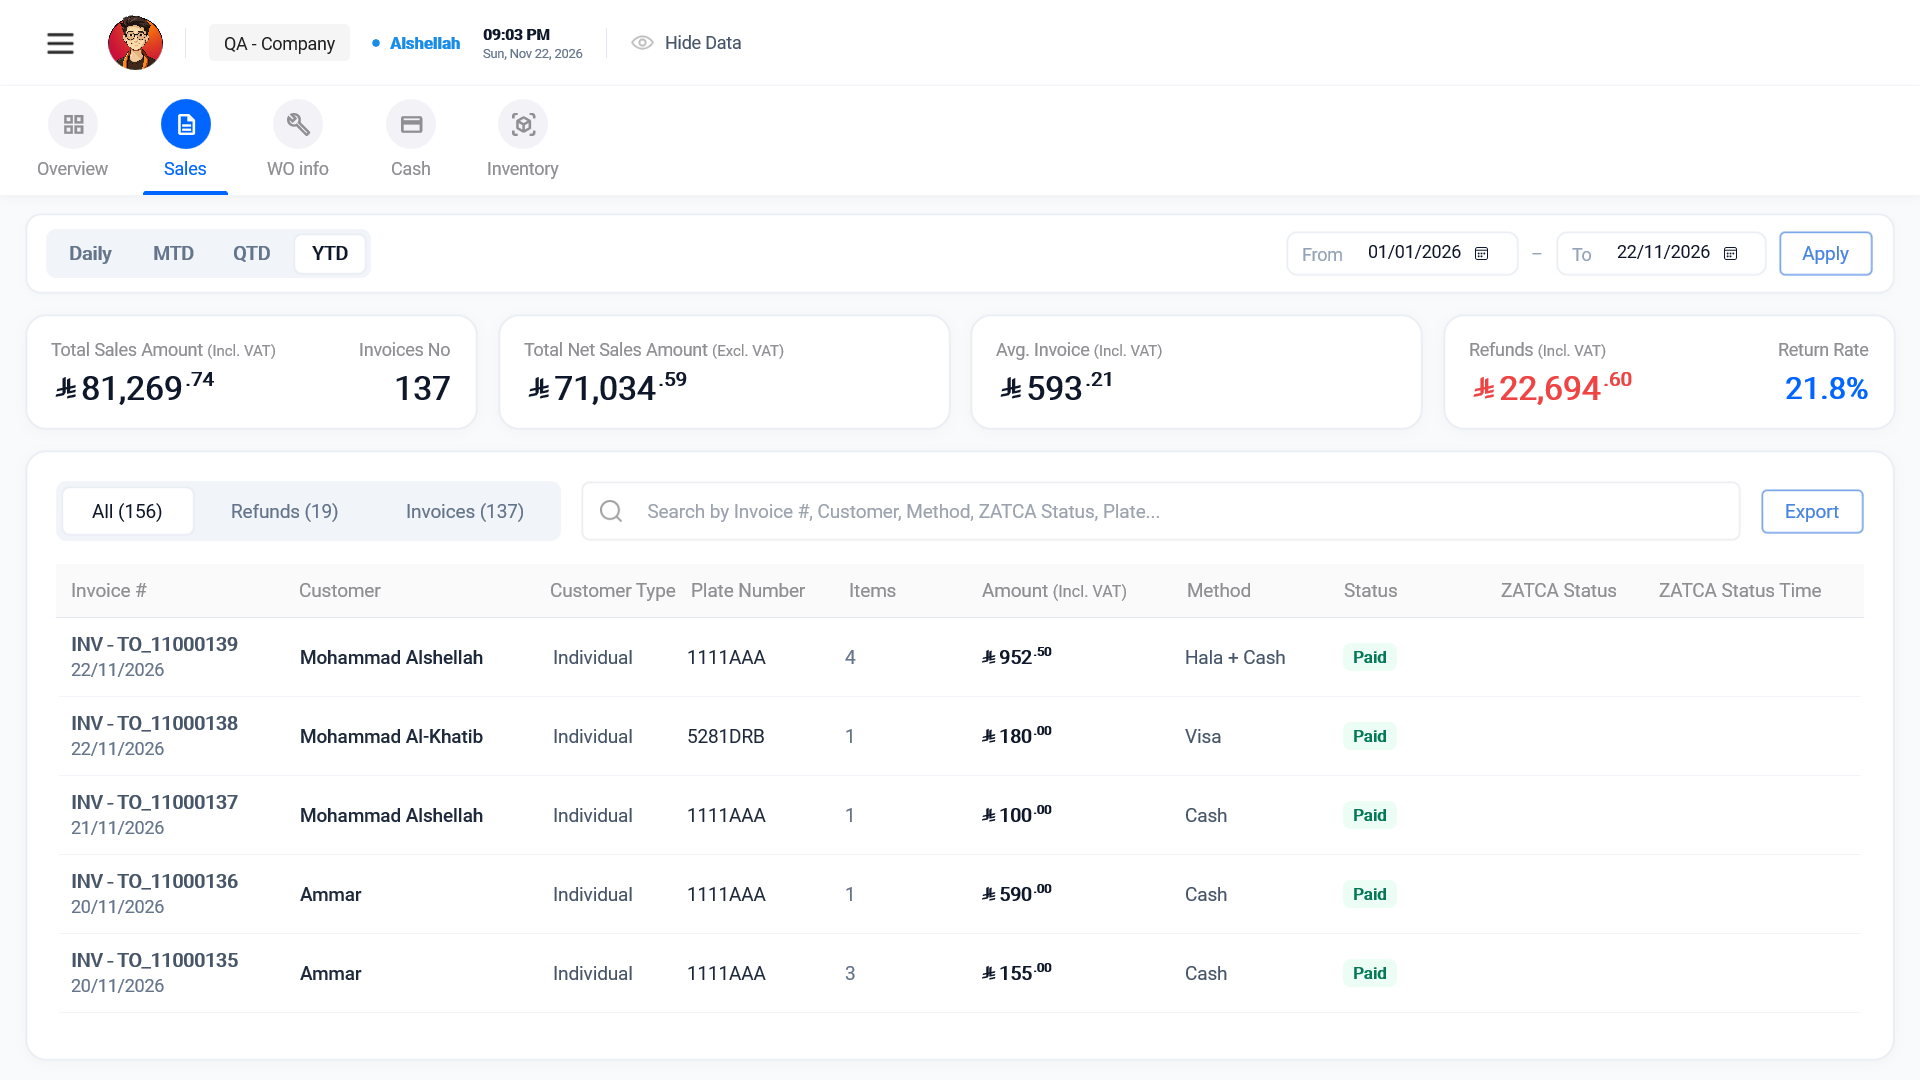 QA - Company
Alshellah
09:03 PM
Sun, Nov 22, 2026
Hide Data
Overview
Sales
WO info
Cash
Inventory
Daily MTD QTD YTD
From 01/01/2026 – To 22/11/2026 Apply
Total Sales Amount (Incl. VAT) Invoices No
81,269.74 137
Total Net Sales Amount (Excl. VAT)
71,034.59
Avg. Invoice (Incl. VAT)
593.21
Refunds (Incl. VAT) Return Rate
22,694.60 21.8%
All (156) Refunds (19) Invoices (137)
Search by Invoice #, Customer, Method, ZATCA Status, Plate...
Export
Invoice # Customer Customer Type Plate Number Items Amount (Incl. VAT) Method Status ZATCA Status ZATCA Status Time
INV - TO_11000139
22/11/2026
Mohammad Alshellah Individual 1111AAA 4 952.50 Hala + Cash Paid
INV - TO_11000138
22/11/2026
Mohammad Al-Khatib Individual 5281DRB 1 180.00 Visa Paid
INV - TO_11000137
21/11/2026
Mohammad Alshellah Individual 1111AAA 1 100.00 Cash Paid
INV - TO_11000136
20/11/2026
Ammar Individual 1111AAA 1 590.00 Cash Paid
INV - TO_11000135
20/11/2026
Ammar Individual 1111AAA 3 155.00 Cash Paid